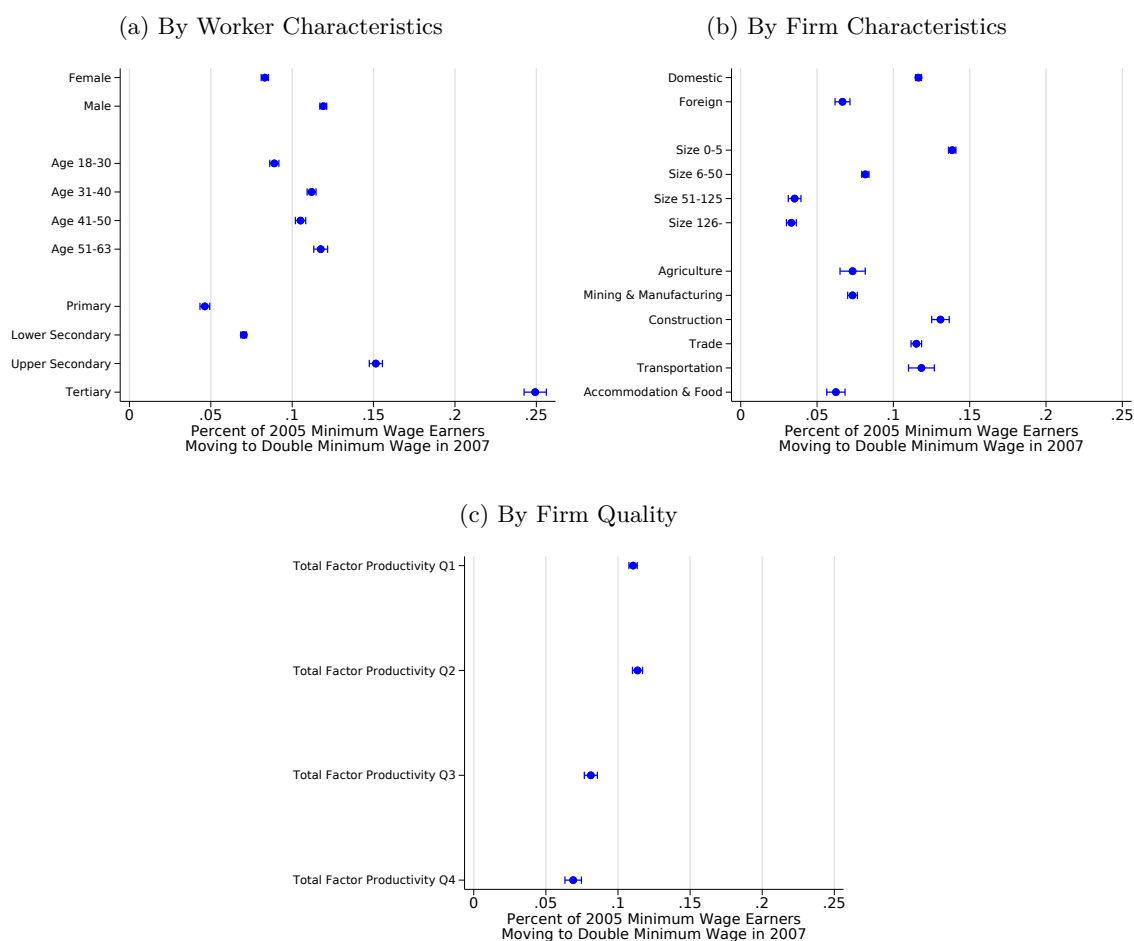 (a) By Worker Characteristics
Female
Male
Age 18-30
Age 31-40
Age 41-50
Age 51-63
Primary
Lower Secondary
Upper Secondary
Tertiary
0 .05 .1 .15 .2 .25
Percent of 2005 Minimum Wage Earners
Moving to Double Minimum Wage in 2007
(b) By Firm Characteristics
Domestic
Foreign
Size 0-5
Size 6-50
Size 51-125
Size 126-
Agriculture
Mining & Manufacturing
Construction
Trade
Transportation
Accommodation & Food
0 .05 .1 .15 .2 .25
Percent of 2005 Minimum Wage Earners
Moving to Double Minimum Wage in 2007
(c) By Firm Quality
Total Factor Productivity Q1
Total Factor Productivity Q2
Total Factor Productivity Q3
Total Factor Productivity Q4
0 .05 .1 .15 .2 .25
Percent of 2005 Minimum Wage Earners
Moving to Double Minimum Wage in 2007